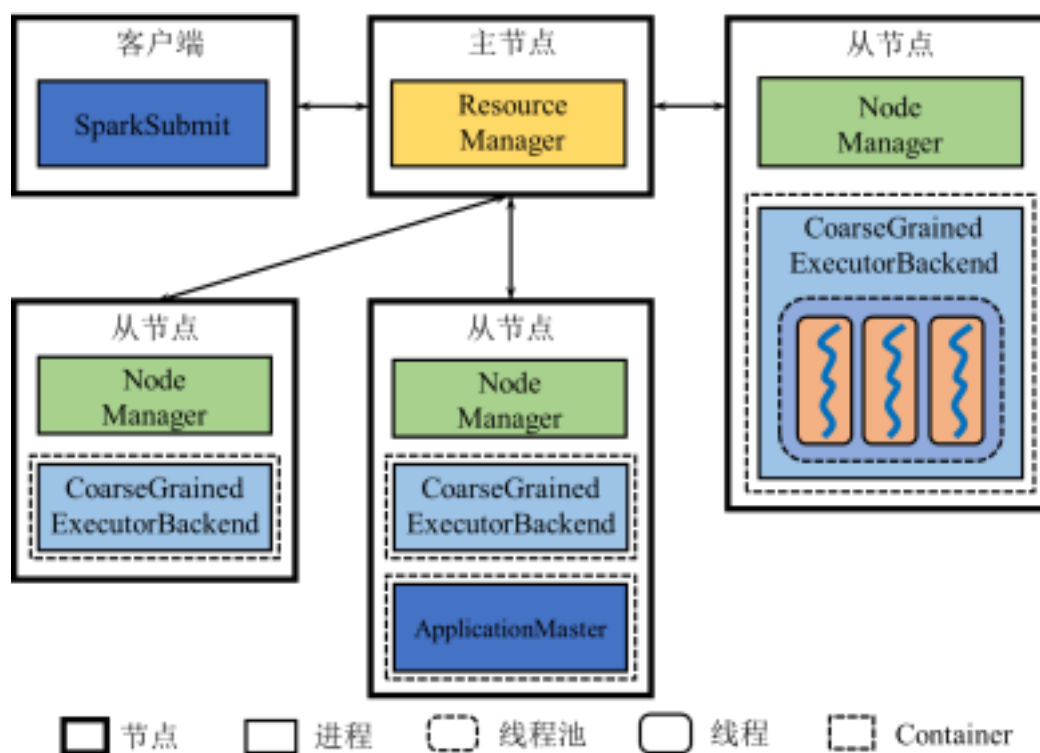 客户端
SparkSubmit
主节点
Resource
Manager
从节点
Node
Manager
CoarseGrained
ExecutorBackend
从节点
Node
Manager
CoarseGrained
ExecutorBackend
从节点
Node
Manager
CoarseGrained
ExecutorBackend
ApplicationMaster
节点
进程
线程池
线程
Container